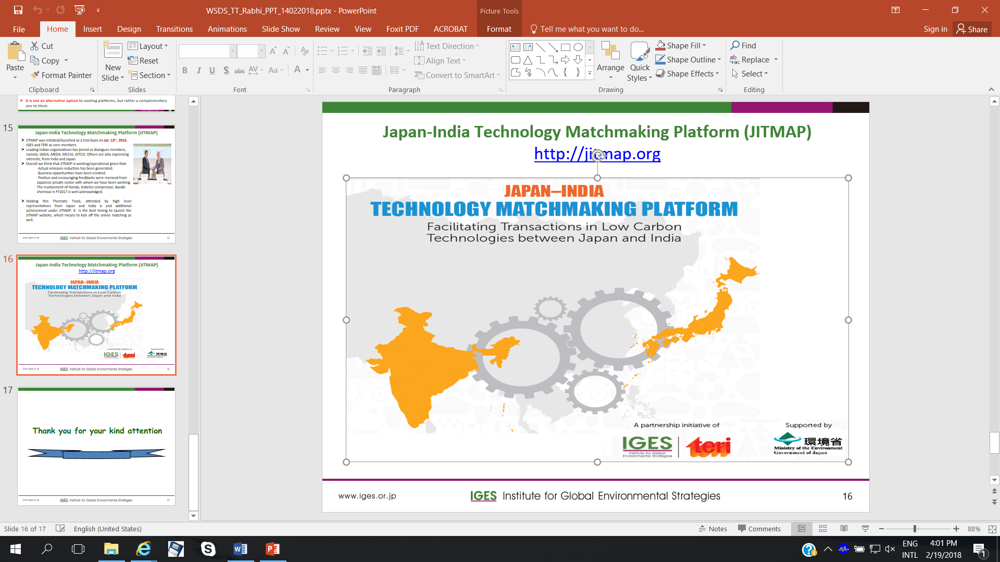 WSDS_TT_Rabhi_PPT_14022018.pptx - PowerPoint
Picture Tools
File
Home
Insert
Design
Transitions
Animations
Slide Show
Review
View
Foxit PDF
ACROBAT
Format
Tell me what you want to do...
Sign in
Share
Paste
Cut
Copy
Format Painter
Clipboard
New
Slide
Layout
Reset
Section
Slides
B I U S abc AV Aa A
Font
Text Direction
Align Text
Convert to SmartArt
Paragraph
Arrange
Quick
Styles
Shape Fill
Shape Outline
Shape Effects
Drawing
Find
Replace
Select
Editing
It is not an alternative option to existing platforms, but rather a complementary
one to them.
15
Japan-India Technology Matchmaking Platform (JITMAP)
JITMAP was initiated/launched as a trial basis on Jul. 13th, 2016.
IGES and TERI as core members.
Leading Indian organizations has joined as dialogues members,
namely: GEDA, MEDA, MCCIA, GITCO. Others are also expressing
interests, from India and Japan.
Overall we think that JITMAP is working/operational given that:
Actual emission reduction has been generated;
Business opportunities have been created;
Positive and encouraging feedbacks were received from
Japanese private sector with whom we have been working.
The involvement of Honda, Kobelco compressor, Bando
chemical in FY2017 is well acknowledged.
Holding this Thematic Track, attended by high level
representatives from Japan and India is and additional
achievement under JITMAP. It is the best timing to launch the
JITMAP website, which means to kick off the online matching as
well.
www.iges.or.jp
IGES Institute for Global Environmental Strategies
15
16
Japan-India Technology Matchmaking Platform (JITMAP)
http://jitmap.org
JAPAN–INDIA
TECHNOLOGY MATCHMAKING PLATFORM
Facilitating Transactions in Low Carbon
Technologies between Japan and India
A partnership initiative of
Supported by
IGES
teri
環境省
www.iges.or.jp
IGES Institute for Global Environmental Strategies
16
17
Thank you for your kind attention
www.iges.or.jp
IGES Institute for Global Environmental Strategies
17
Japan-India Technology Matchmaking Platform (JITMAP)
http://jitmap.org
JAPAN–INDIA
TECHNOLOGY MATCHMAKING PLATFORM
Facilitating Transactions in Low Carbon
Technologies between Japan and India
A partnership initiative of
Supported by
IGES
Institute for Global
Environmental Strategies
teri
環境省
Ministry of the Environment
Government of Japan
www.iges.or.jp
IGES Institute for Global Environmental Strategies
16
Slide 16 of 17
English (United States)
Notes
Comments
88%
ENG
INTL
4:01 PM
2/19/2018
1